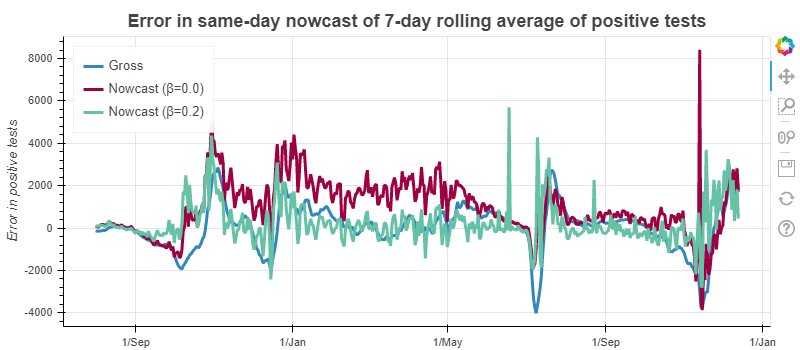 Error in same-day nowcast of 7-day rolling average of positive tests
Gross
Nowcast (β=0.0)
Nowcast (β=0.2)
Error in positive tests
8000
6000
4000
2000
0
-2000
-4000
1/Sep
1/Jan
1/May
1/Sep
1/Jan